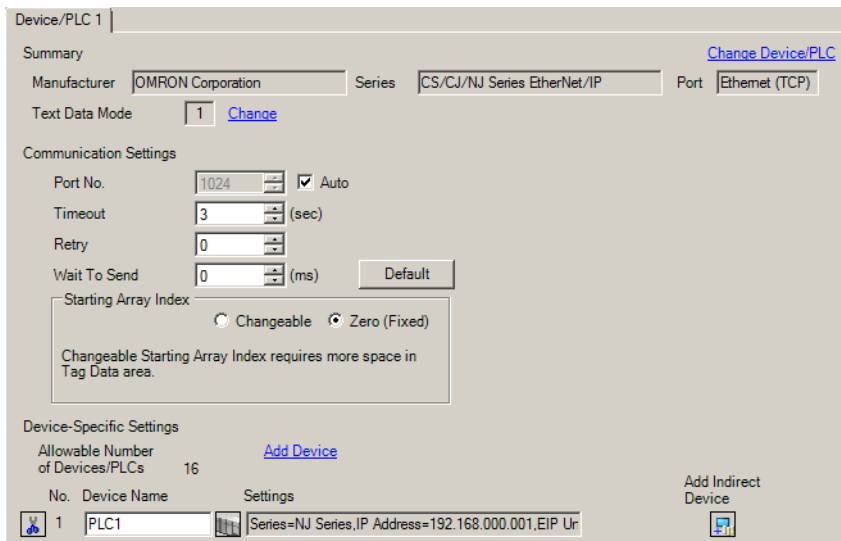 Device/PLC 1
Summary
Change Device/PLC
Manufacturer OMRON Corporation Series CS/CJ/NJ Series EtherNet/IP Port Ethernet (TCP)
Text Data Mode 1 Change
Communication Settings
Port No. 1024 Auto
Timeout 3 (sec)
Retry 0
Wait To Send 0 (ms) Default
Starting Array Index
Changeable Zero (Fixed)
Changeable Starting Array Index requires more space in
Tag Data area.
Device-Specific Settings
Allowable Number
of Devices/PLCs 16
Add Device
Add Indirect
Device
No. Device Name Settings
1 PLC1 Series=NJ Series,IP Address=192.168.000.001,EIP Ur